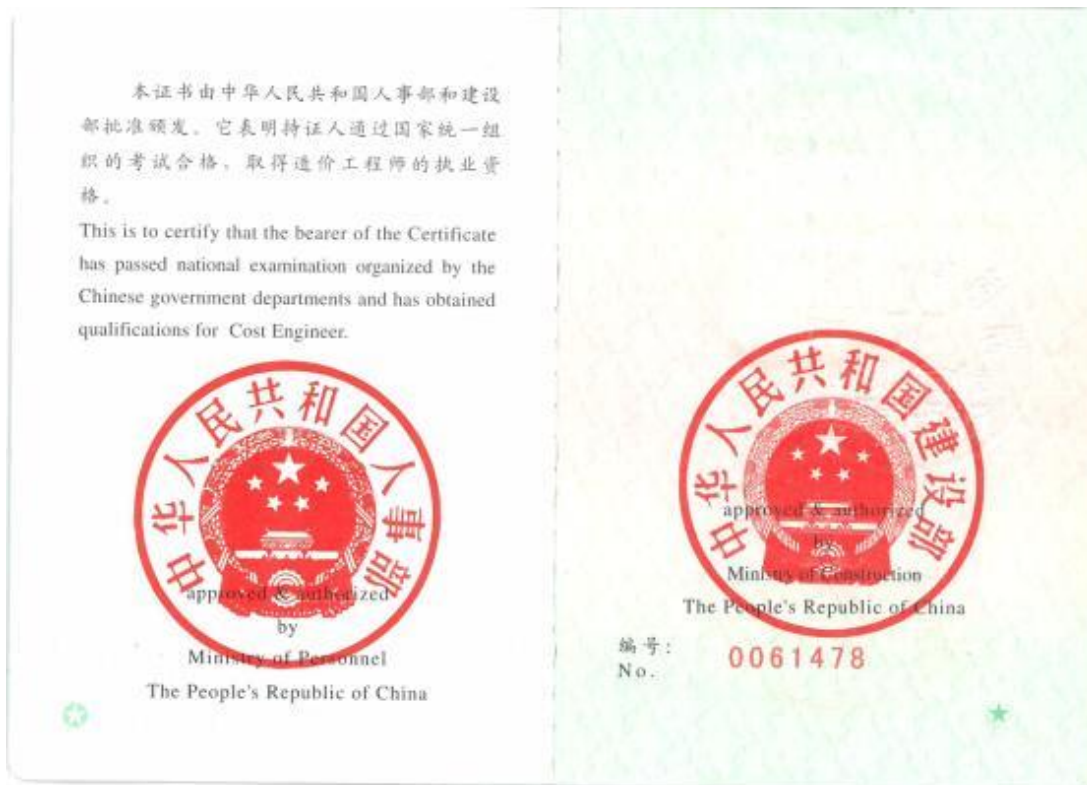 本证书由中华人民共和国人事部和建设
部批准颁发。它表明持证人通过国家统一组
织的考试合格、取得造价工程师的执业资
格。
This is to certify that the bearer of the Certificate
has passed national examination organized by the
Chinese government departments and has obtained
qualifications for Cost Engineer.
中华人民共和国人事部
approved & authorized
by
Ministry of Personnel
The People's Republic of China
中华人民共和国建设部
approved & authorized
by
Ministry of Construction
The People's Republic of China
编号:
No.
0061478